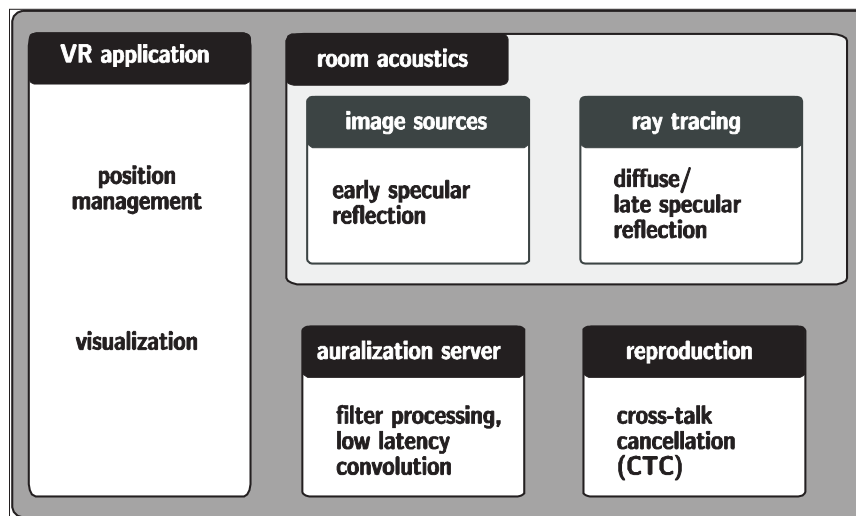 VR application
position
management
visualization
room acoustics
image sources
early specular
reflection
ray tracing
diffuse/
late specular
reflection
auralization server
filter processing,
low latency
convolution
reproduction
cross-talk
cancellation
(CTC)